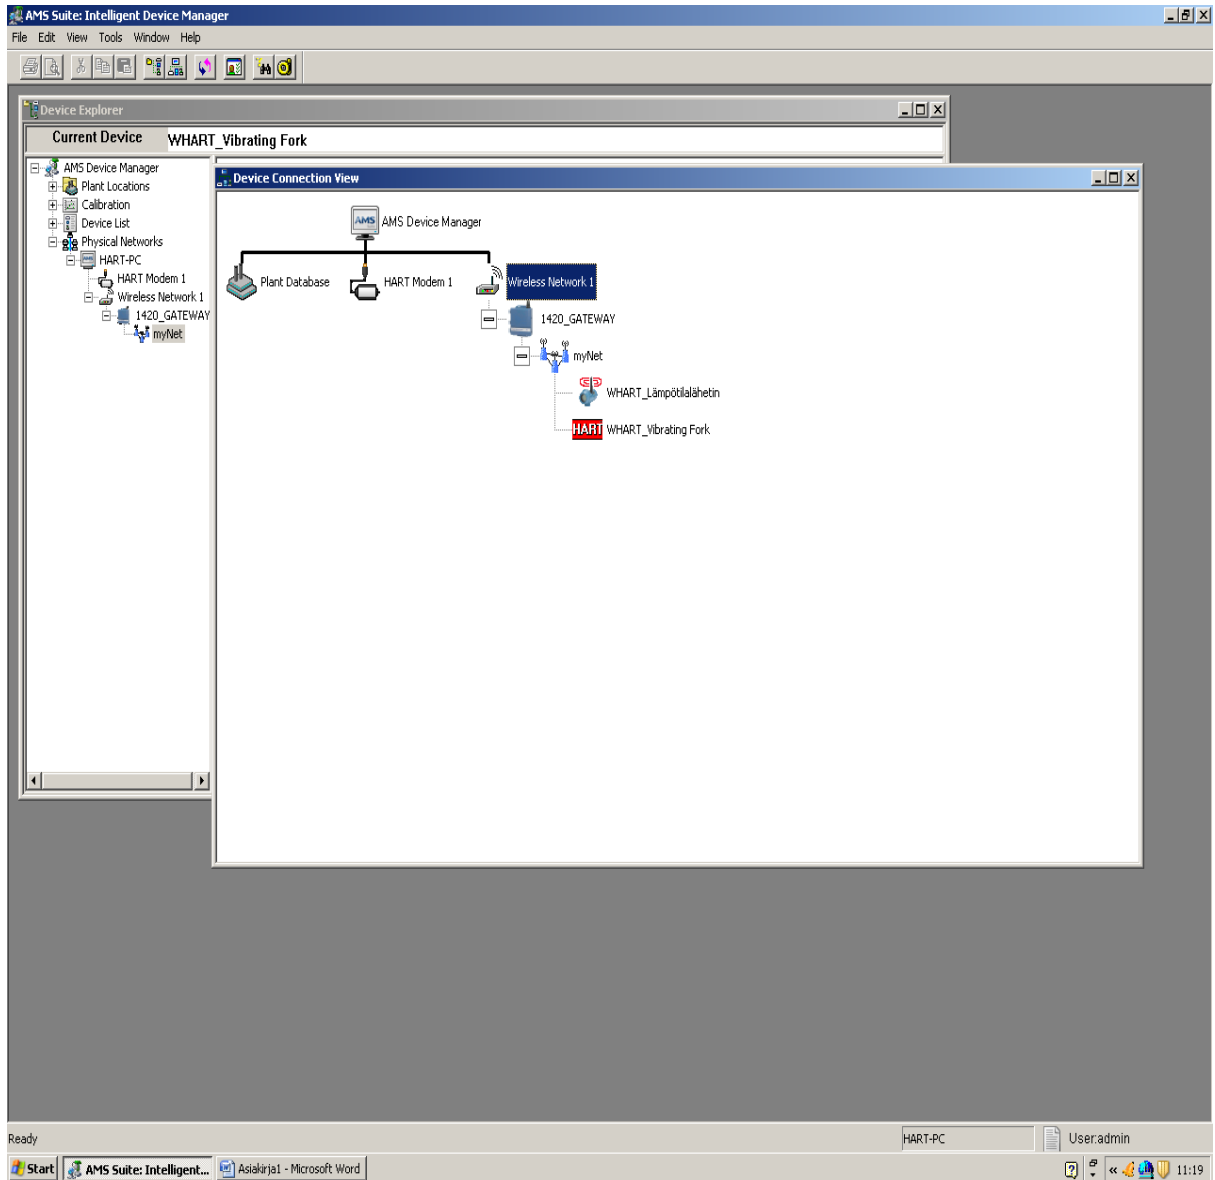 AMS Suite: Intelligent Device Manager
File Edit View Tools Window Help
Device Explorer
Current Device WHART_Vibrating Fork
AMS Device Manager
Plant Locations
Calibration
Device List
Physical Networks
HART-PC
HART Modem 1
Wireless Network 1
1420_GATEWAY
myNet
Device Connection View
AMS AMS Device Manager
Plant Database
HART Modem 1
Wireless Network 1
1420_GATEWAY
myNet
WHART_Lämpötilalähetin
HART WHART_Vibrating Fork
Ready
HART-PC
User:admin
Start
AMS Suite: Intelligent...
Asiakirja1 - Microsoft Word
11:19